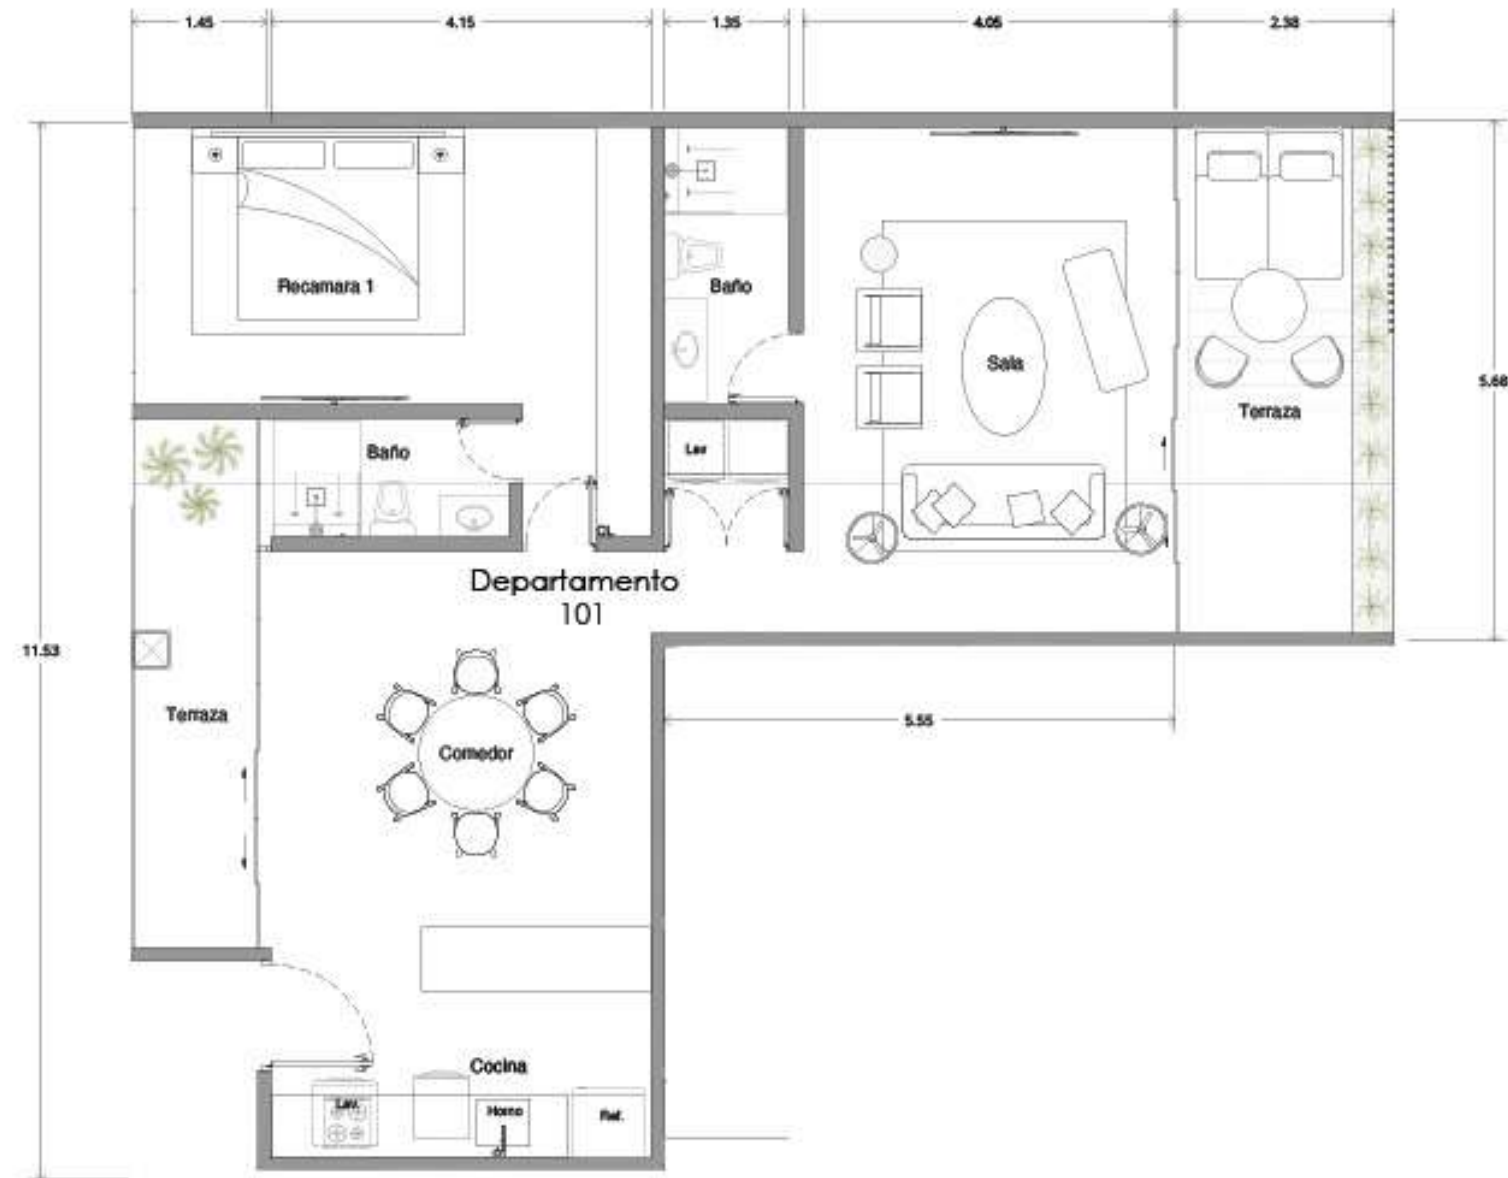 1.45 4.15 1.35 4.05 2.38
Recamara 1
Baño
Sala
5.68
Terraza
Baño
Lav
CL
Departamento
101
11.53
Terraza
5.55
Comedor
Cocina
Lav.
Horno
Ref.